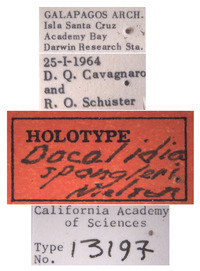 GALAPAGOS ARCH.
Isla Santa Cruz
Academy Bay
Darwin Research Sta.
25-I-1964
D. Q. Cavagnaro
and
R. O. Schuster
HOLOTYPE
Docalidia
spangleri
Nielson
California Academy
of Sciences
Type
No. 13197